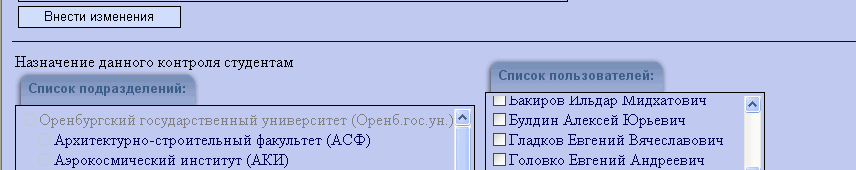 Внести изменения
Назначение данного контроля студентам
Список подразделений:
Оренбургский государственный университет (Оренб.гос.ун.)
Архитектурно-строительный факультет (АСФ)
Аэрокосмический институт (АКИ)
Список пользователей:
Бакиров Ильдар Мидхатович
Булдин Алексей Юрьевич
Гладков Евгений Вячеславович
Головко Евгений Андреевич